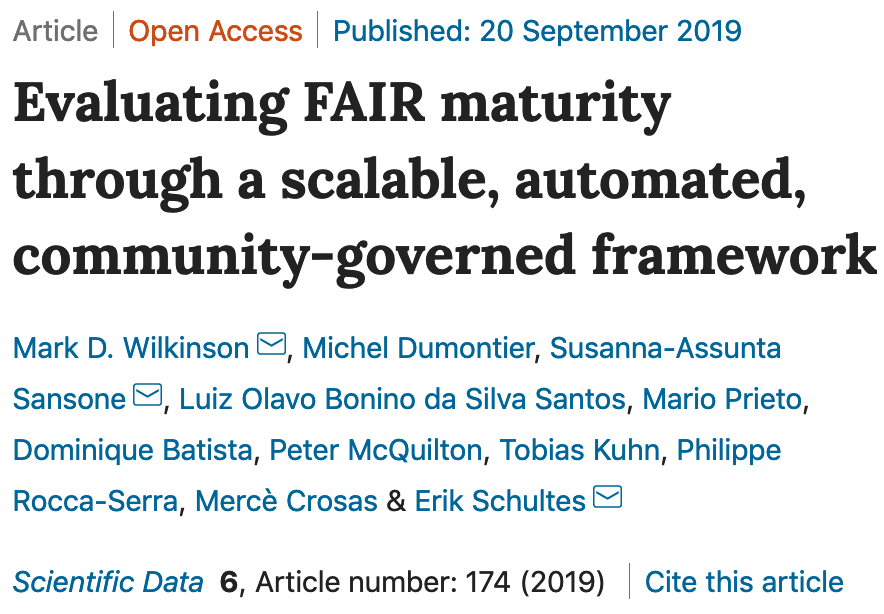 Article | Open Access | Published: 20 September 2019
Evaluating FAIR maturity
through a scalable, automated,
community-governed framework
Mark D. Wilkinson, Michel Dumontier, Susanna-Assunta
Sansone, Luiz Olavo Bonino da Silva Santos, Mario Prieto,
Dominique Batista, Peter McQuilton, Tobias Kuhn, Philippe
Rocca-Serra, Mercè Crosas & Erik Schultes
Scientific Data 6, Article number: 174 (2019) | Cite this article